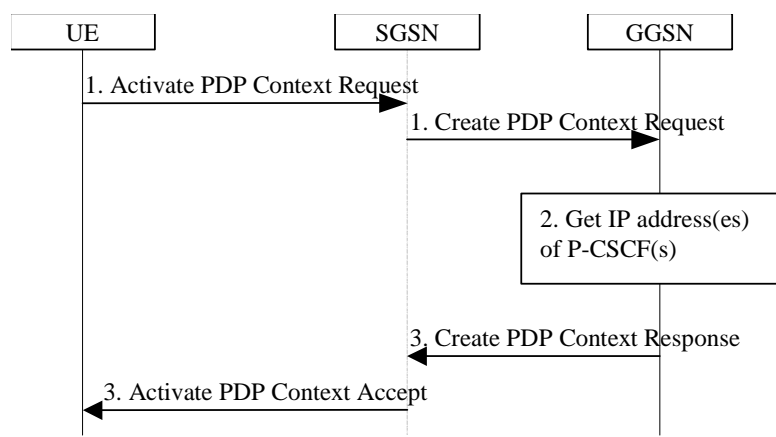 UE
SGSN
GGSN
1. Activate PDP Context Request
1. Create PDP Context Request
2. Get IP address(es)
of P-CSCF(s)
3. Create PDP Context Response
3. Activate PDP Context Accept